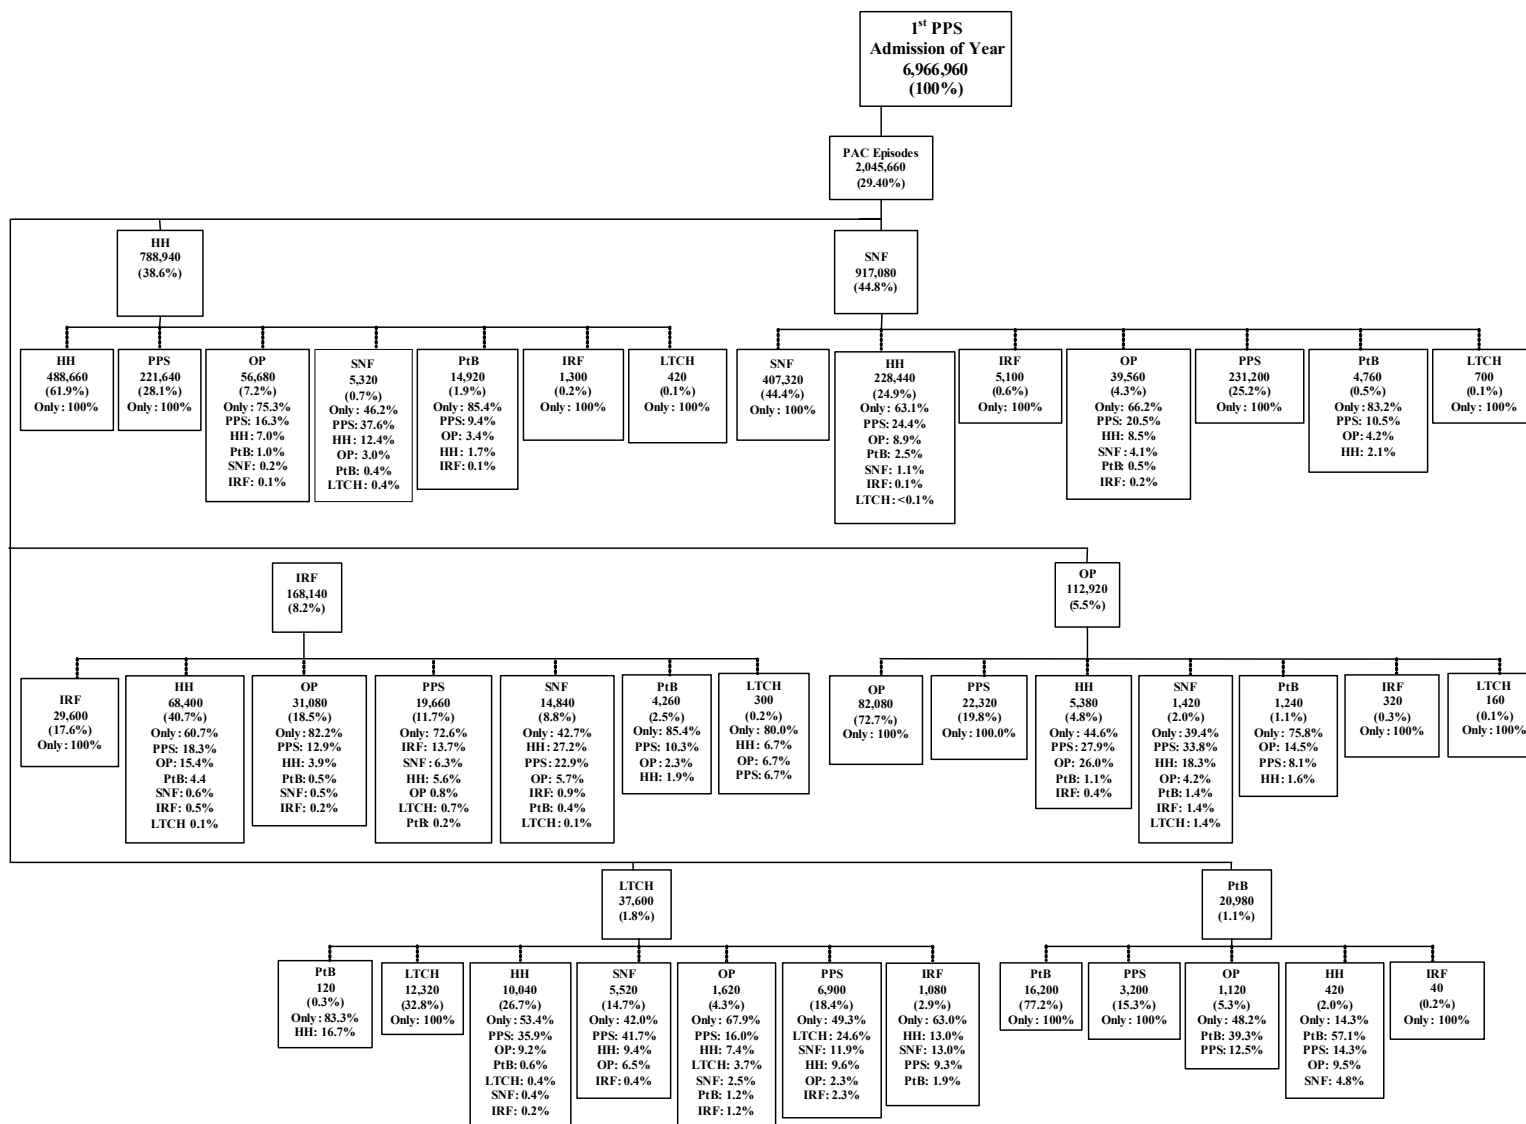 1st PPS
Admission of Year
6,966,960
(100%)
PAC Episodes
2,045,660
(29.40%)
HH
788,940
(38.6%)
SNF
917,080
(44.8%)
HH
488,660
(61.9%)
Only: 100%
PPS
221,640
(28.1%)
Only: 100%
OP
56,680
(7.2%)
Only: 75.3%
PPS: 16.3%
HH: 7.0%
PtB: 1.0%
SNF: 0.2%
IRF: 0.1%
SNF
5,320
(0.7%)
Only: 46.2%
PPS: 37.6%
HH: 12.4%
OP: 3.0%
PtB: 0.4%
LTCH: 0.4%
PtB
14,920
(1.9%)
Only: 85.4%
PPS: 9.4%
OP: 3.4%
HH: 1.7%
IRF: 0.1%
IRF
1,300
(0.2%)
Only: 100%
LTCH
420
(0.1%)
Only: 100%
SNF
407,320
(44.4%)
Only: 100%
HH
228,440
(24.9%)
Only: 63.1%
PPS: 24.4%
OP: 8.9%
PtB: 2.5%
SNF: 1.1%
IRF: 0.1%
LTCH: <0.1%
IRF
5,100
(0.6%)
Only: 100%
OP
39,560
(4.3%)
Only: 66.2%
PPS: 20.5%
HH: 8.5%
SNF: 4.1%
PtB: 0.5%
IRF: 0.2%
PPS
231,200
(25.2%)
Only: 100%
PtB
4,760
(0.5%)
Only: 83.2%
PPS: 10.5%
OP: 4.2%
HH: 2.1%
LTCH
700
(0.1%)
Only: 100%
IRF
168,140
(8.2%)
OP
112,920
(5.5%)
IRF
29,600
(17.6%)
Only: 100%
HH
68,400
(40.7%)
Only: 60.7%
PPS: 18.3%
OP: 15.4%
PtB: 4.4
SNF: 0.6%
IRF: 0.5%
LTCH 0.1%
OP
31,080
(18.5%)
Only: 82.2%
PPS: 12.9%
HH: 3.9%
PtB: 0.5%
SNF: 0.5%
IRF: 0.2%
PPS
19,660
(11.7%)
Only: 72.6%
IRF: 13.7%
SNF: 6.3%
HH: 5.6%
OP 0.8%
LTCH: 0.7%
PtB: 0.2%
SNF
14,840
(8.8%)
Only: 42.7%
HH: 27.2%
PPS: 22.9%
OP: 5.7%
IRF: 0.9%
PtB: 0.4%
LTCH: 0.1%
PtB
4,260
(2.5%)
Only: 85.4%
PPS: 10.3%
OP: 2.3%
HH: 1.9%
LTCH
300
(0.2%)
Only: 80.0%
HH: 6.7%
OP: 6.7%
PPS: 6.7%
OP
82,080
(72.7%)
Only: 100%
PPS
22,320
(19.8%)
Only: 100.0%
HH
5,380
(4.8%)
Only: 44.6%
PPS: 27.9%
OP: 26.0%
PtB: 1.1%
IRF: 0.4%
SNF
1,420
(2.0%)
Only: 39.4%
PPS: 33.8%
HH: 18.3%
OP: 4.2%
PtB: 1.4%
IRF: 1.4%
LTCH: 1.4%
PtB
1,240
(1.1%)
Only: 75.8%
OP: 14.5%
PPS: 8.1%
HH: 1.6%
IRF
320
(0.3%)
Only: 100%
LTCH
160
(0.1%)
Only: 100%
LTCH
37,600
(1.8%)
PtB
20,980
(1.1%)
PtB
120
(0.3%)
Only: 83.3%
HH: 16.7%
LTCH
12,320
(32.8%)
Only: 100%
HH
10,040
(26.7%)
Only: 53.4%
PPS: 35.9%
OP: 9.2%
PtB: 0.6%
LTCH: 0.4%
SNF: 0.4%
IRF: 0.2%
SNF
5,520
(14.7%)
Only: 42.0%
PPS: 41.7%
HH: 9.4%
OP: 6.5%
IRF: 0.4%
OP
1,620
(4.3%)
Only: 67.9%
PPS: 16.0%
HH: 7.4%
LTCH: 3.7%
SNF: 2.5%
PtB: 1.2%
IRF: 1.2%
PPS
6,900
(18.4%)
Only: 49.3%
LTCH: 24.6%
SNF: 11.9%
HH: 9.6%
OP: 2.3%
IRF: 2.3%
IRF
1,080
(2.9%)
Only: 63.0%
HH: 13.0%
SNF: 13.0%
PPS: 9.3%
PtB: 1.9%
PtB
16,200
(77.2%)
Only: 100%
PPS
3,200
(15.3%)
Only: 100%
OP
1,120
(5.3%)
Only: 48.2%
PtB: 39.3%
PPS: 12.5%
HH
420
(2.0%)
Only: 14.3%
PtB: 57.1%
PPS: 14.3%
OP: 9.5%
SNF: 4.8%
IRF
40
(0.2%)
Only: 100%